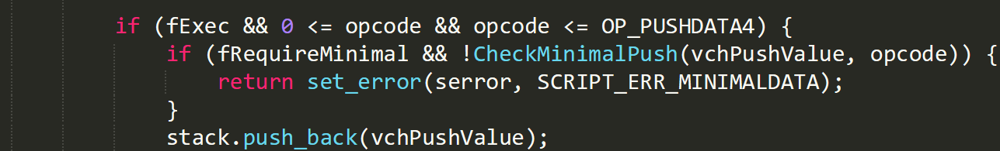 if (fExec && 0 <= opcode && opcode <= OP_PUSHDATA4) {
if (fRequireMinimal && !CheckMinimalPush(vchPushValue, opcode)) {
return set_error(serror, SCRIPT_ERR_MINIMALDATA);
}
stack.push_back(vchPushValue);